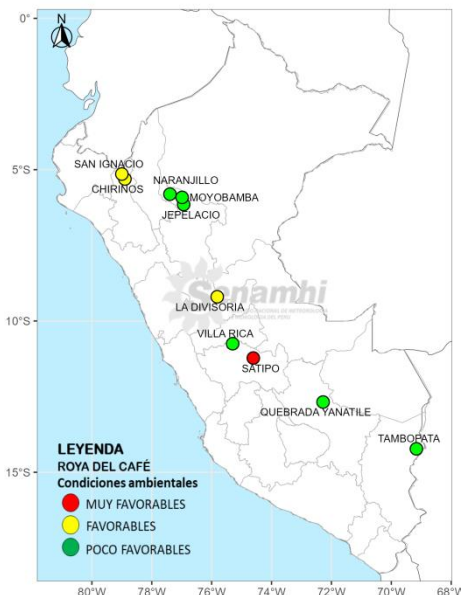 N
0°
SAN IGNACIO
NARANJILLO
5°S
CHIRINOS
MOYOBAMBA
JEPELACIO
Senamhi
LA DIVISORIA
10°S
VILLA RICA
SATIPO
QUEBRADA YANATILE
TAMBOPATA
LEYENDA
ROYA DEL CAFÉ
15°S
Condiciones ambientales
MUY FAVORABLES
FAVORABLES
POCO FAVORABLES
80°W 78°W 76°W 74°W 72°W 70°W 68°W